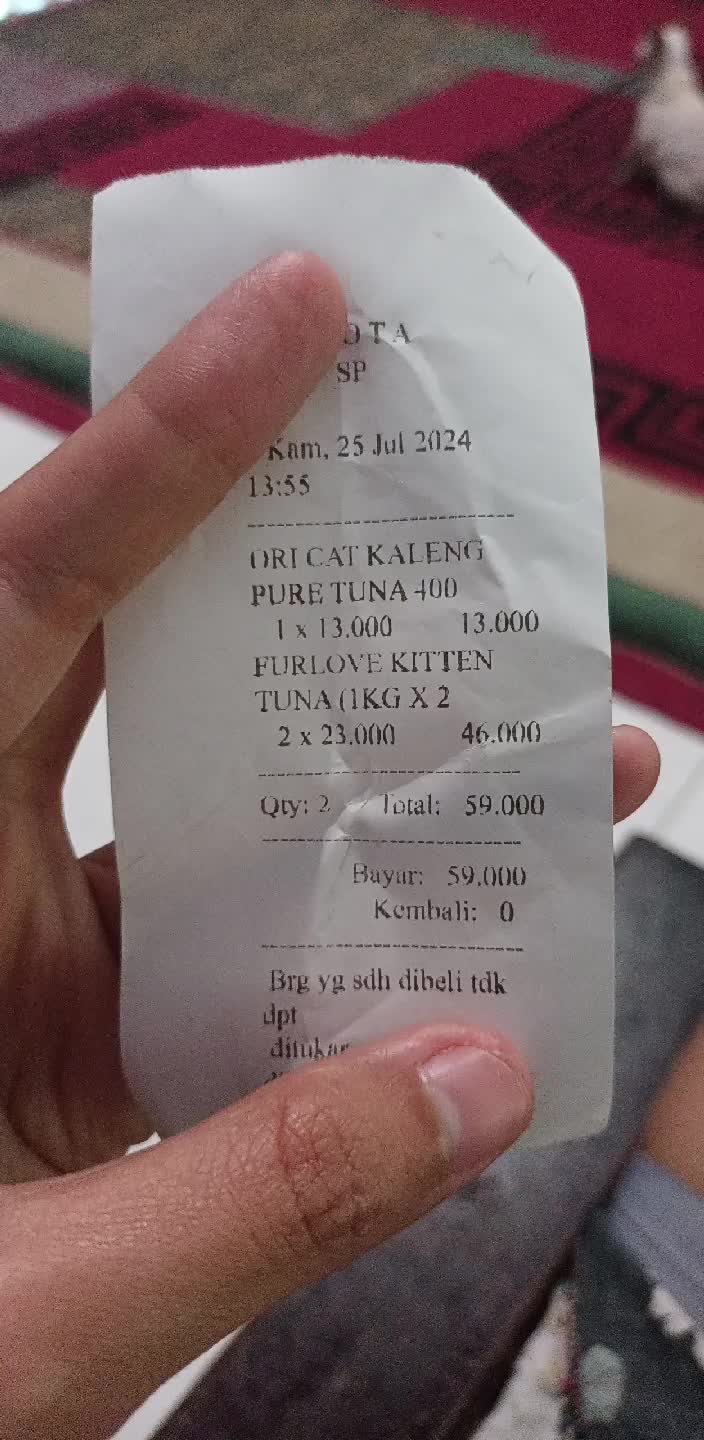 SP
Kam, 25 Jul 2024
13:55
ORI CAT KALENG
PURE TUNA 400
1 x 13.000 13.000
FURLOVE KITTEN
TUNA (1KG X 2
2 x 23.000 46.000
Qty: 2 Total: 59.000
Bayar: 59.000
Kembali: 0
Brg yg sdh dibeli tdk
dpt
ditukar